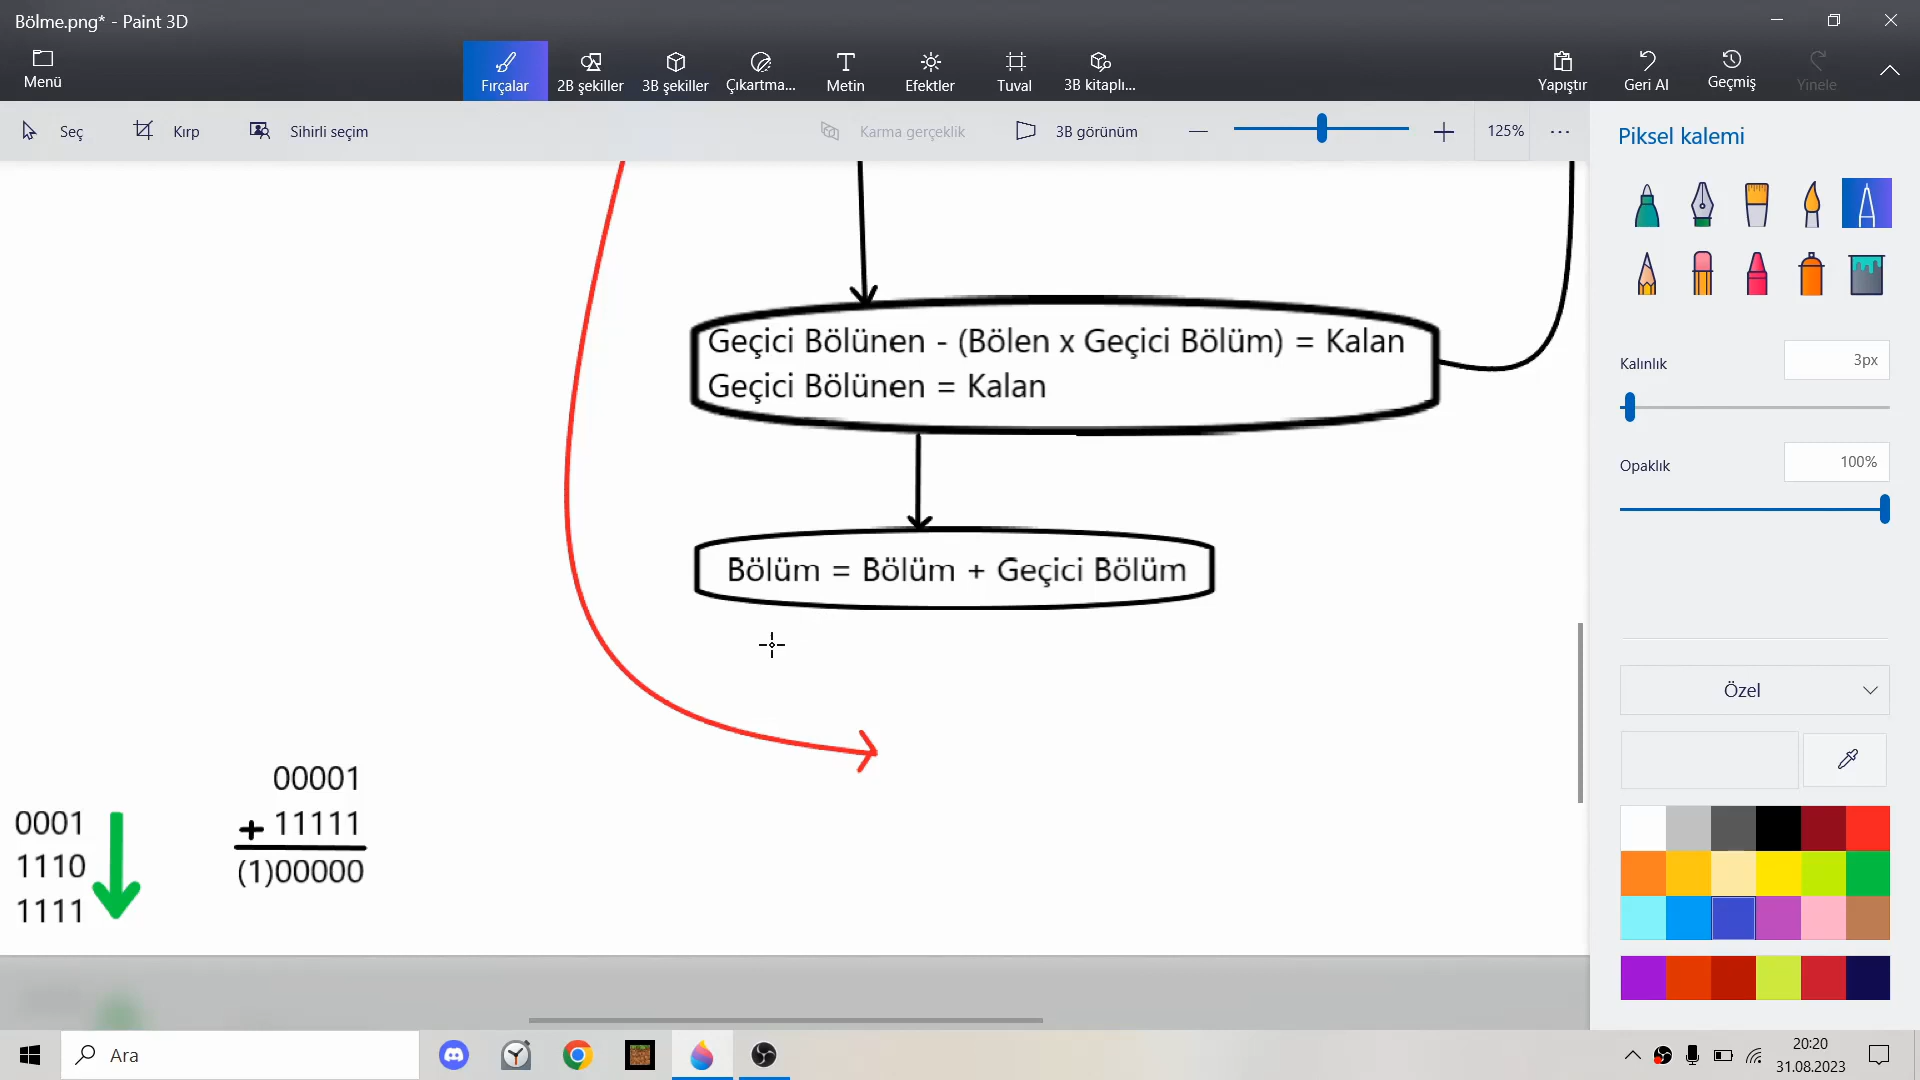 Bölme.png* - Paint 3D
Menü
Fırçalar
2B şekiller
3B şekiller
Çıkartma...
Metin
Efektler
Tuval
3B kitaplı...
Yapıştır
Geri Al
Geçmiş
Yinele
Seç
Kırp
Sihirli seçim
Karma gerçeklik
3B görünüm
125%
Piksel kalemi
Kalınlık
3px
Opaklık
100%
Özel
Geçici Bölünen - (Bölen x Geçici Bölüm) = Kalan
Geçici Bölünen = Kalan
Bölüm = Bölüm + Geçici Bölüm
0001
1110
1111
00001
+ 11111
(1)00000
Ara
20:20
31.08.2023